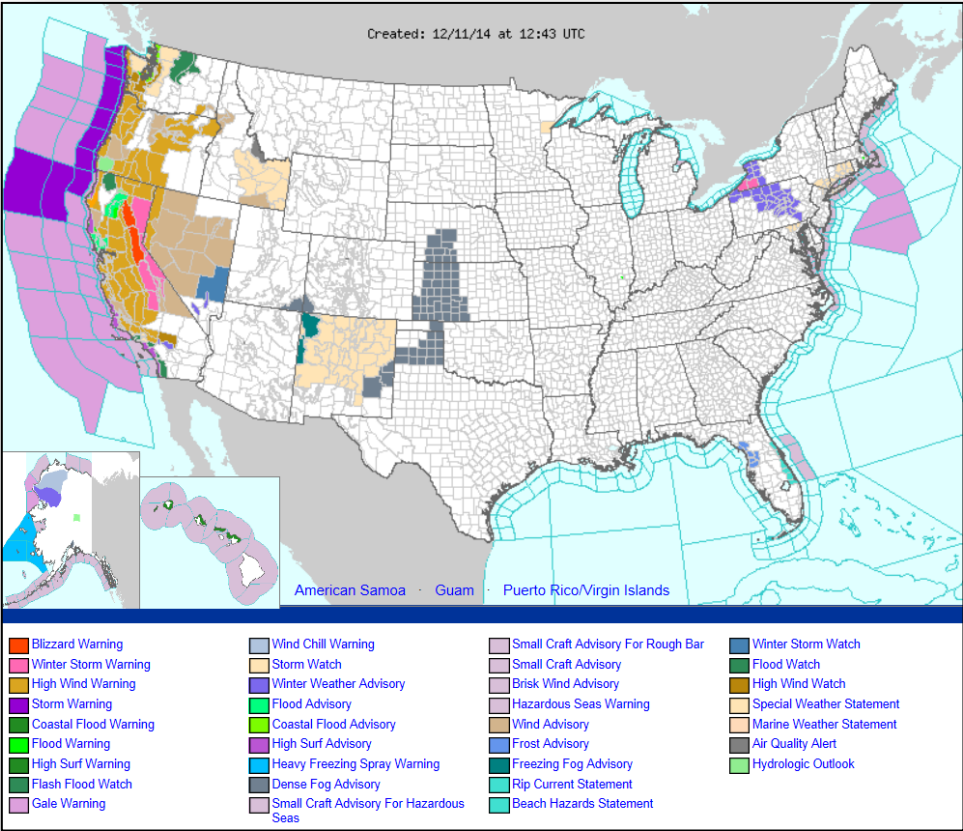 Created: 12/11/14 at 12:43 UTC
American Samoa · Guam · Puerto Rico/Virgin Islands
Blizzard Warning
Winter Storm Warning
High Wind Warning
Storm Warning
Coastal Flood Warning
Flood Warning
High Surf Warning
Flash Flood Watch
Gale Warning
Wind Chill Warning
Storm Watch
Winter Weather Advisory
Flood Advisory
Coastal Flood Advisory
High Surf Advisory
Heavy Freezing Spray Warning
Dense Fog Advisory
Small Craft Advisory For Hazardous
Seas
Small Craft Advisory For Rough Bar
Small Craft Advisory
Brisk Wind Advisory
Hazardous Seas Warning
Wind Advisory
Frost Advisory
Freezing Fog Advisory
Rip Current Statement
Beach Hazards Statement
Winter Storm Watch
Flood Watch
High Wind Watch
Special Weather Statement
Marine Weather Statement
Air Quality Alert
Hydrologic Outlook